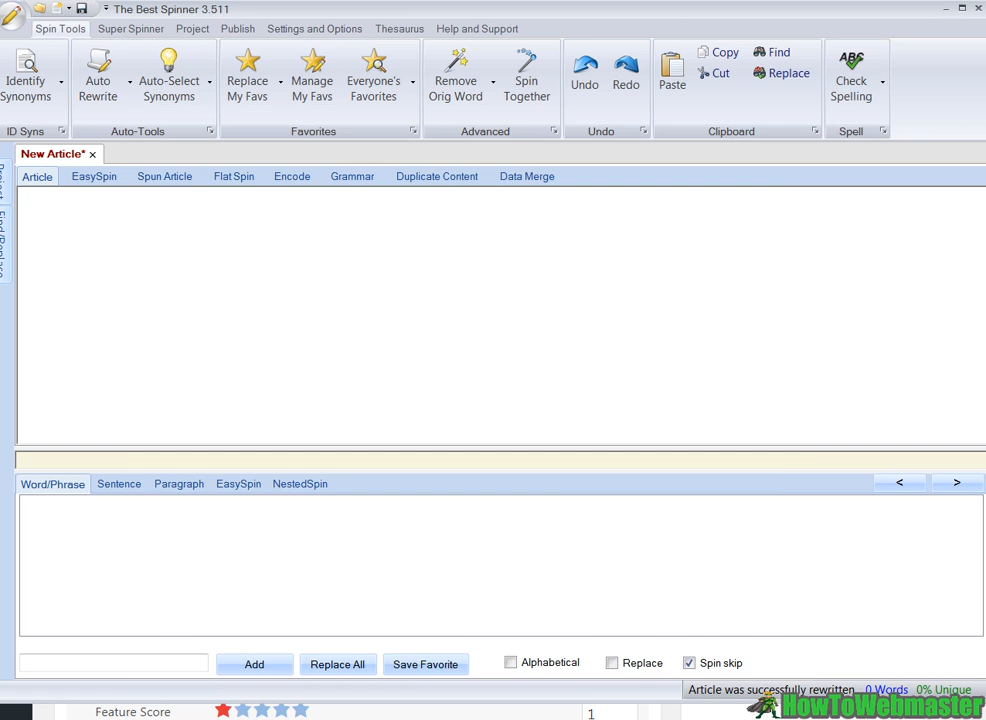 The Best Spinner 3.511
Spin Tools Super Spinner Project Publish Settings and Options Thesaurus Help and Support
Identify Synonyms
Auto Rewrite
Auto-Select Synonyms
Replace My Favs
Manage My Favs
Everyone's Favorites
Remove Orig Word
Spin Together
Undo
Redo
Paste
Copy
Cut
Find
Replace
ABC
Check Spelling
ID Syns Auto-Tools Favorites Advanced Undo Clipboard Spell
New Article* x
Project
Find/Replace
Article EasySpin Spun Article Flat Spin Encode Grammar Duplicate Content Data Merge
Word/Phrase Sentence Paragraph EasySpin NestedSpin < >
Add Replace All Save Favorite Alphabetical Replace Spin skip
Article was successfully rewritten 0 Words 0% Unique
HowToWebmaster
Feature Score 1